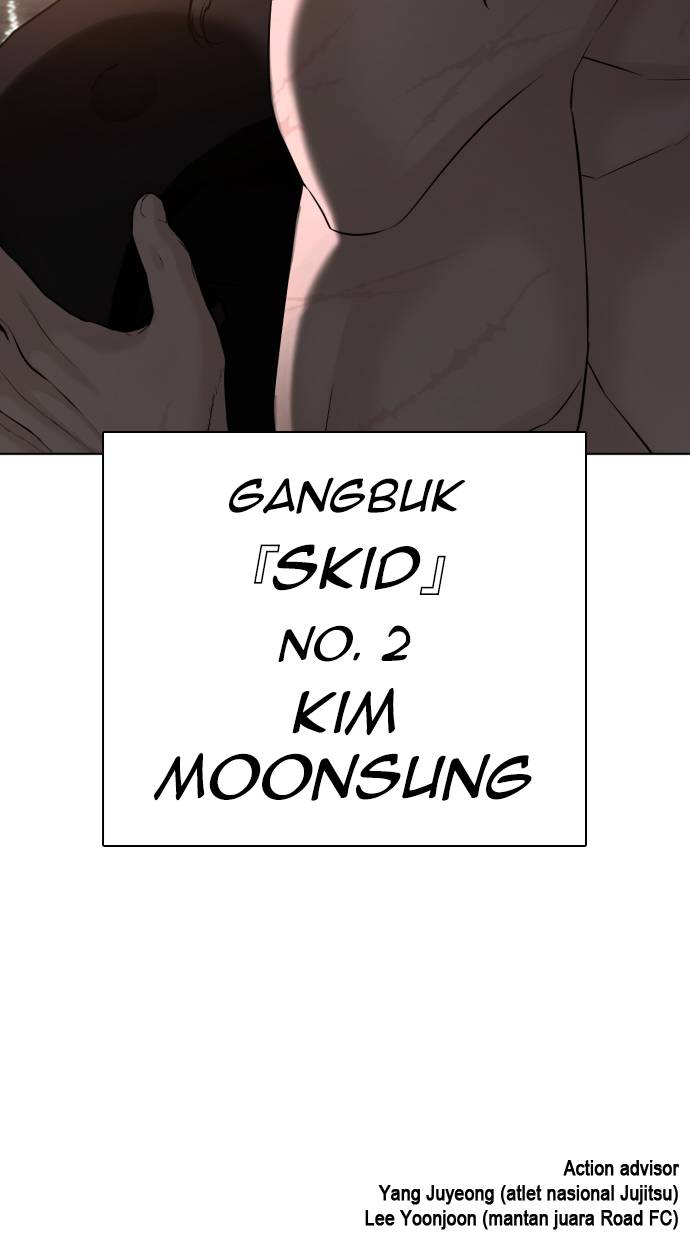 GANGBUK
『SKID』
NO. 2
KIM
MOONSUNG
Action advisor
Yang Juyeong (atlet nasional Jujitsu)
Lee Yoonjoon (mantan juara Road FC)